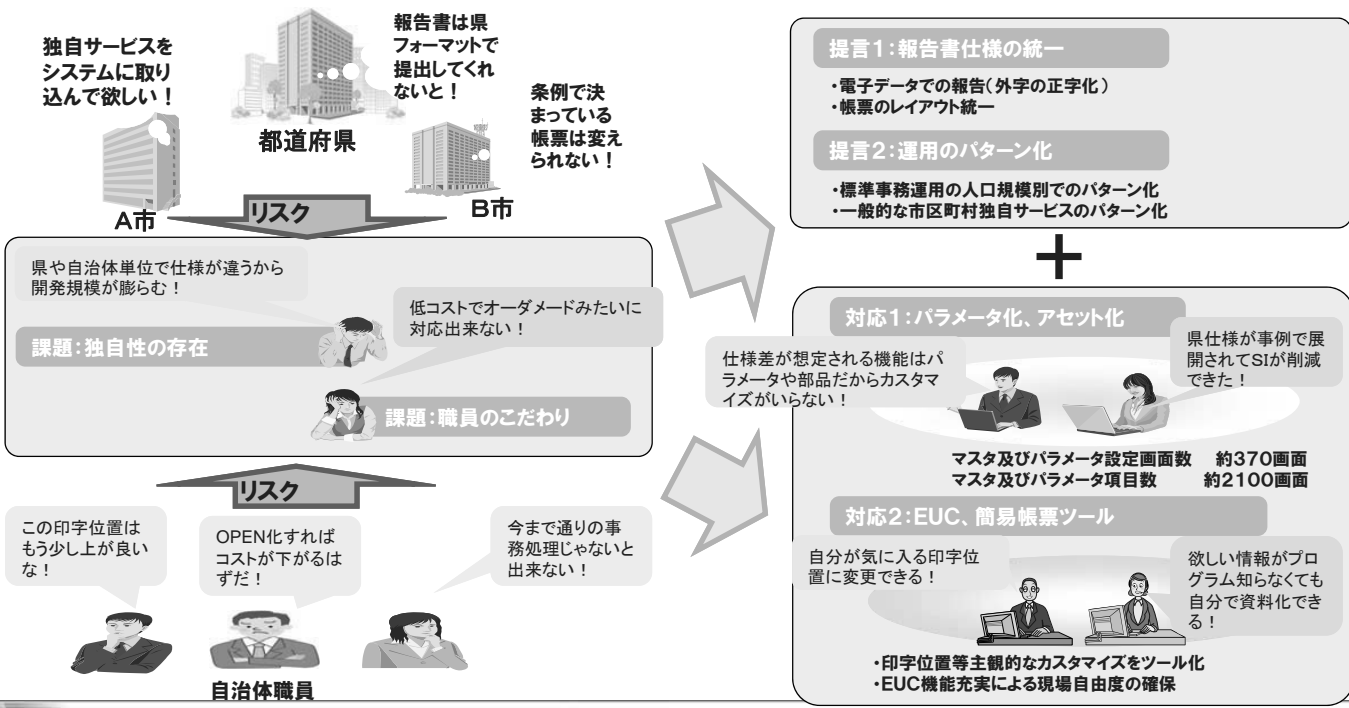 独自サービスを
システムに取り
込んで欲しい！
A市
都道府県
報告書は県
フォーマットで
提出してくれ
ないと！
条例で決
まっている
帳票は変え
られない！
B市
リスク
県や自治体単位で仕様が違うから
開発規模が膨らむ！
課題：独自性の存在
低コストでオーダメードみたいに
対応出来ない！
課題：職員のこだわり
リスク
この印字位置は
もう少し上が良い
な！
OPEN化すれば
コストが下がるは
ずだ！
今まで通りの事
務処理じゃないと
出来ない！
自治体職員
提言1：報告書仕様の統一
・電子データでの報告（外字の正字化）
・帳票のレイアウト統一
提言2：運用のパターン化
・標準事務運用の人口規模別でのパターン化
・一般的な市区町村独自サービスのパターン化
＋
対応1：パラメータ化、アセット化
仕様差が想定される機能はパ
ラメータや部品だからカスタマ
イズがいらない！
県仕様が事例で展
開されてSIが削減
できた！
マスタ及びパラメータ設定画面数　約370画面
マスタ及びパラメータ項目数　約2100画面
対応2：EUC、簡易帳票ツール
自分が気に入る印字位
置に変更できる！
欲しい情報がプロ
グラム知らなくても
自分で資料化でき
る！
・印字位置等主観的なカスタマイズをツール化
・EUC機能充実による現場自由度の確保